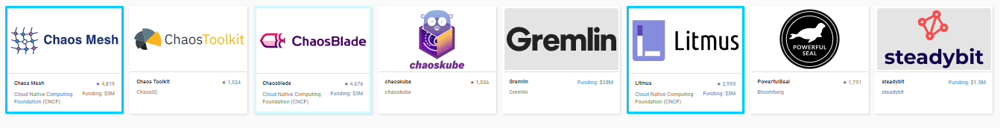 Chaos Mesh
Chaos Mesh
★ 4,819
Cloud Native Computing
Foundation (CNCF)
Funding: $3M
ChaosToolkit
Chaos Toolkit
★ 1,524
ChaosIQ
ChaosBlade
Chaosblade
★ 4,676
Cloud Native Computing
Foundation (CNCF)
Funding: $3M
chaoskube
chaoskube
★ 1,506
chaoskube
Gremlin
Gremlin
Funding: $28M
Gremlin
Litmus
Litmus
★ 2,993
Cloud Native Computing
Foundation (CNCF)
Funding: $3M
POWERFUL
SEAL
PowerfulSeal
★ 1,791
Bloomberg
steadybit
steadybit
Funding: $1.5M
steadybit